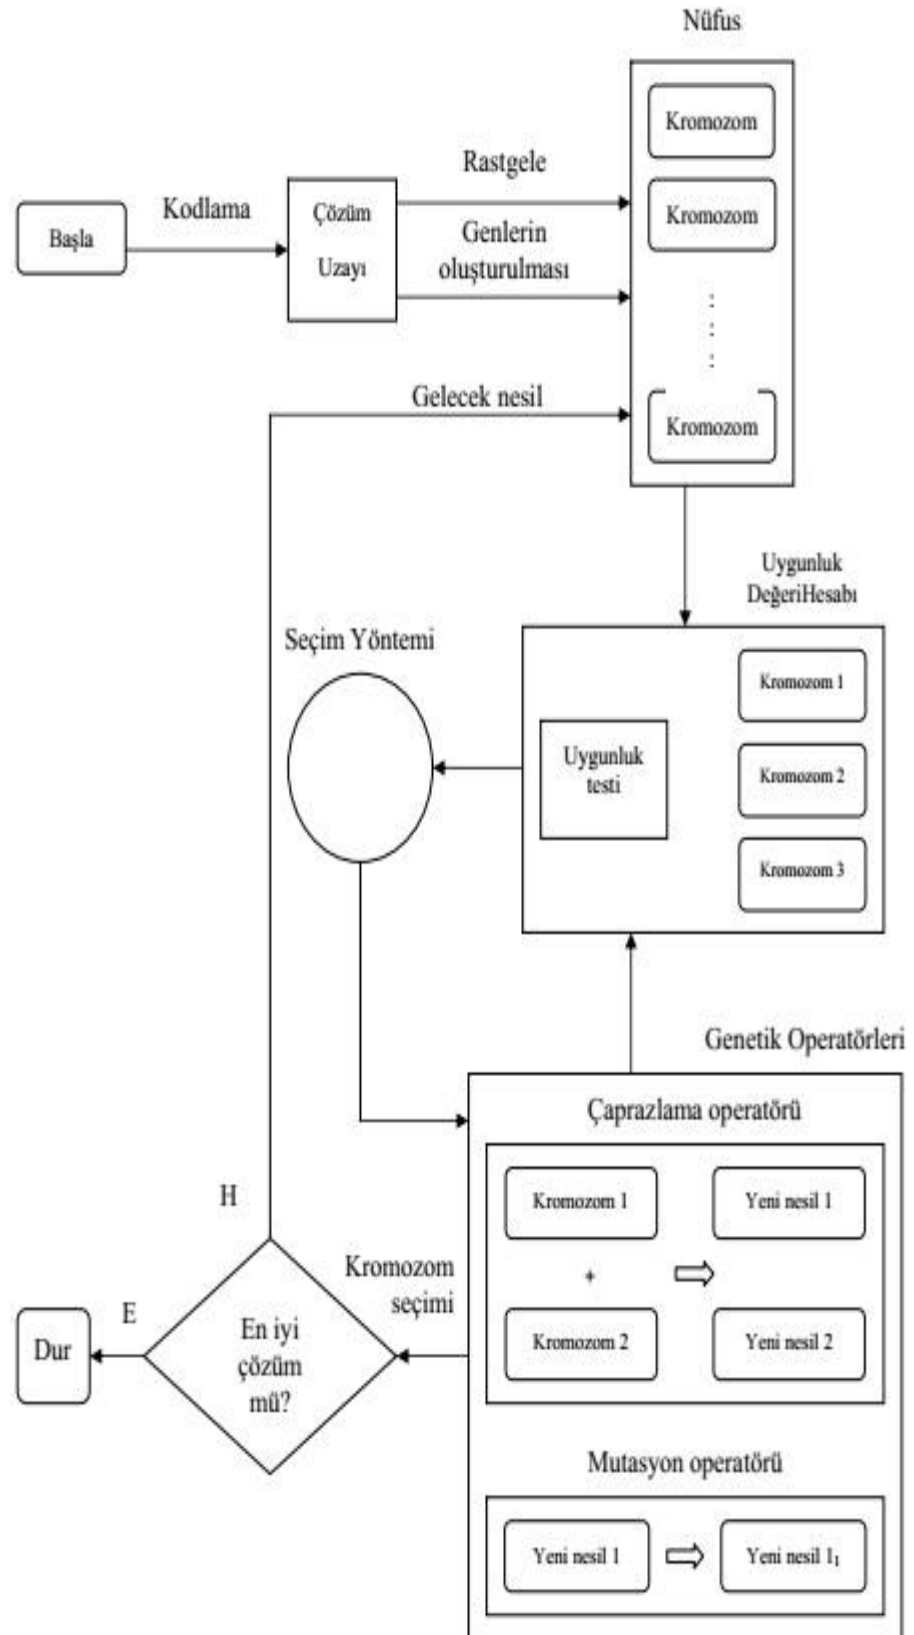 Nüfus
Kromozom
Rastgele
Kodlama
Kromozom
Başla
Çözüm
Uzayı
Genlerin
oluşturulması
:
:
:
Gelecek nesil
Kromozom
Uygunluk
DeğeriHesabı
Seçim Yöntemi
Kromozom 1
Uygunluk
testi
Kromozom 2
Kromozom 3
Genetik Operatörleri
Çaprazlama operatörü
H
Kromozom 1
Yeni nesil 1
+
Kromozom
seçimi
E
Dur
En iyi
çözüm
mü?
Kromozom 2
Yeni nesil 2
Mutasyon operatörü
Yeni nesil 1
Yeni nesil 1₁